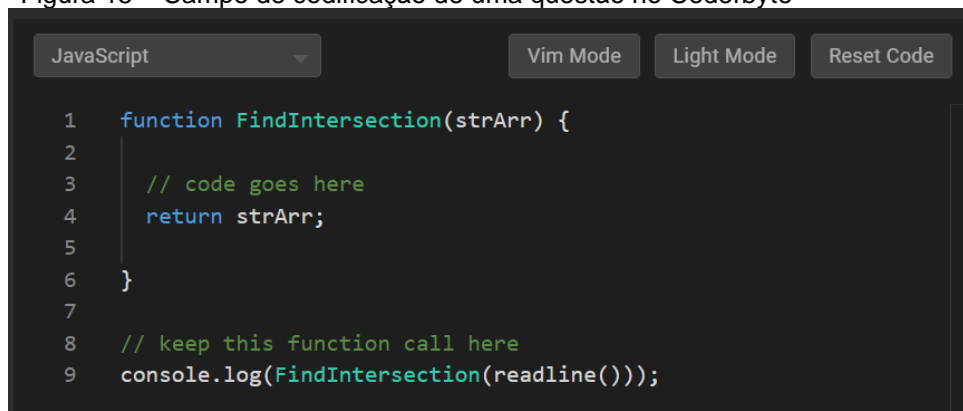 Figura – Campo de codificação de uma questão no Coderbyte
JavaScript Vim Mode Light Mode Reset Code
1 function FindIntersection(strArr) {
2
3 // code goes here
4 return strArr;
5
6 }
7
8 // keep this function call here
9 console.log(FindIntersection(readline()));